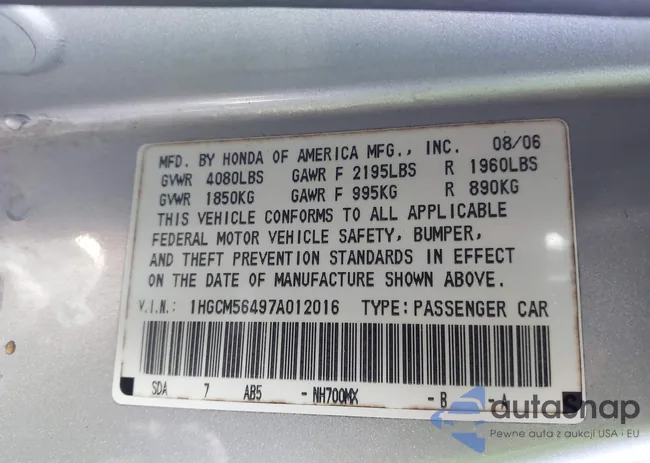 MFD. BY HONDA OF AMERICA MFG., INC. 08/06
GVWR 4080LBS GAWR F 2195LBS R 1960LBS
GVWR 1850KG GAWR F 995KG R 890KG
THIS VEHICLE CONFORMS TO ALL APPLICABLE
FEDERAL MOTOR VEHICLE SAFETY, BUMPER,
AND THEFT PREVENTION STANDARDS IN EFFECT
ON THE DATE OF MANUFACTURE SHOWN ABOVE.
V.I.N.: 1HGCM56497A012016 TYPE: PASSENGER CAR
SDA 7 AB5 - NH700MX - B - A
autaSnap
Pewne auta z aukcji USA i EU